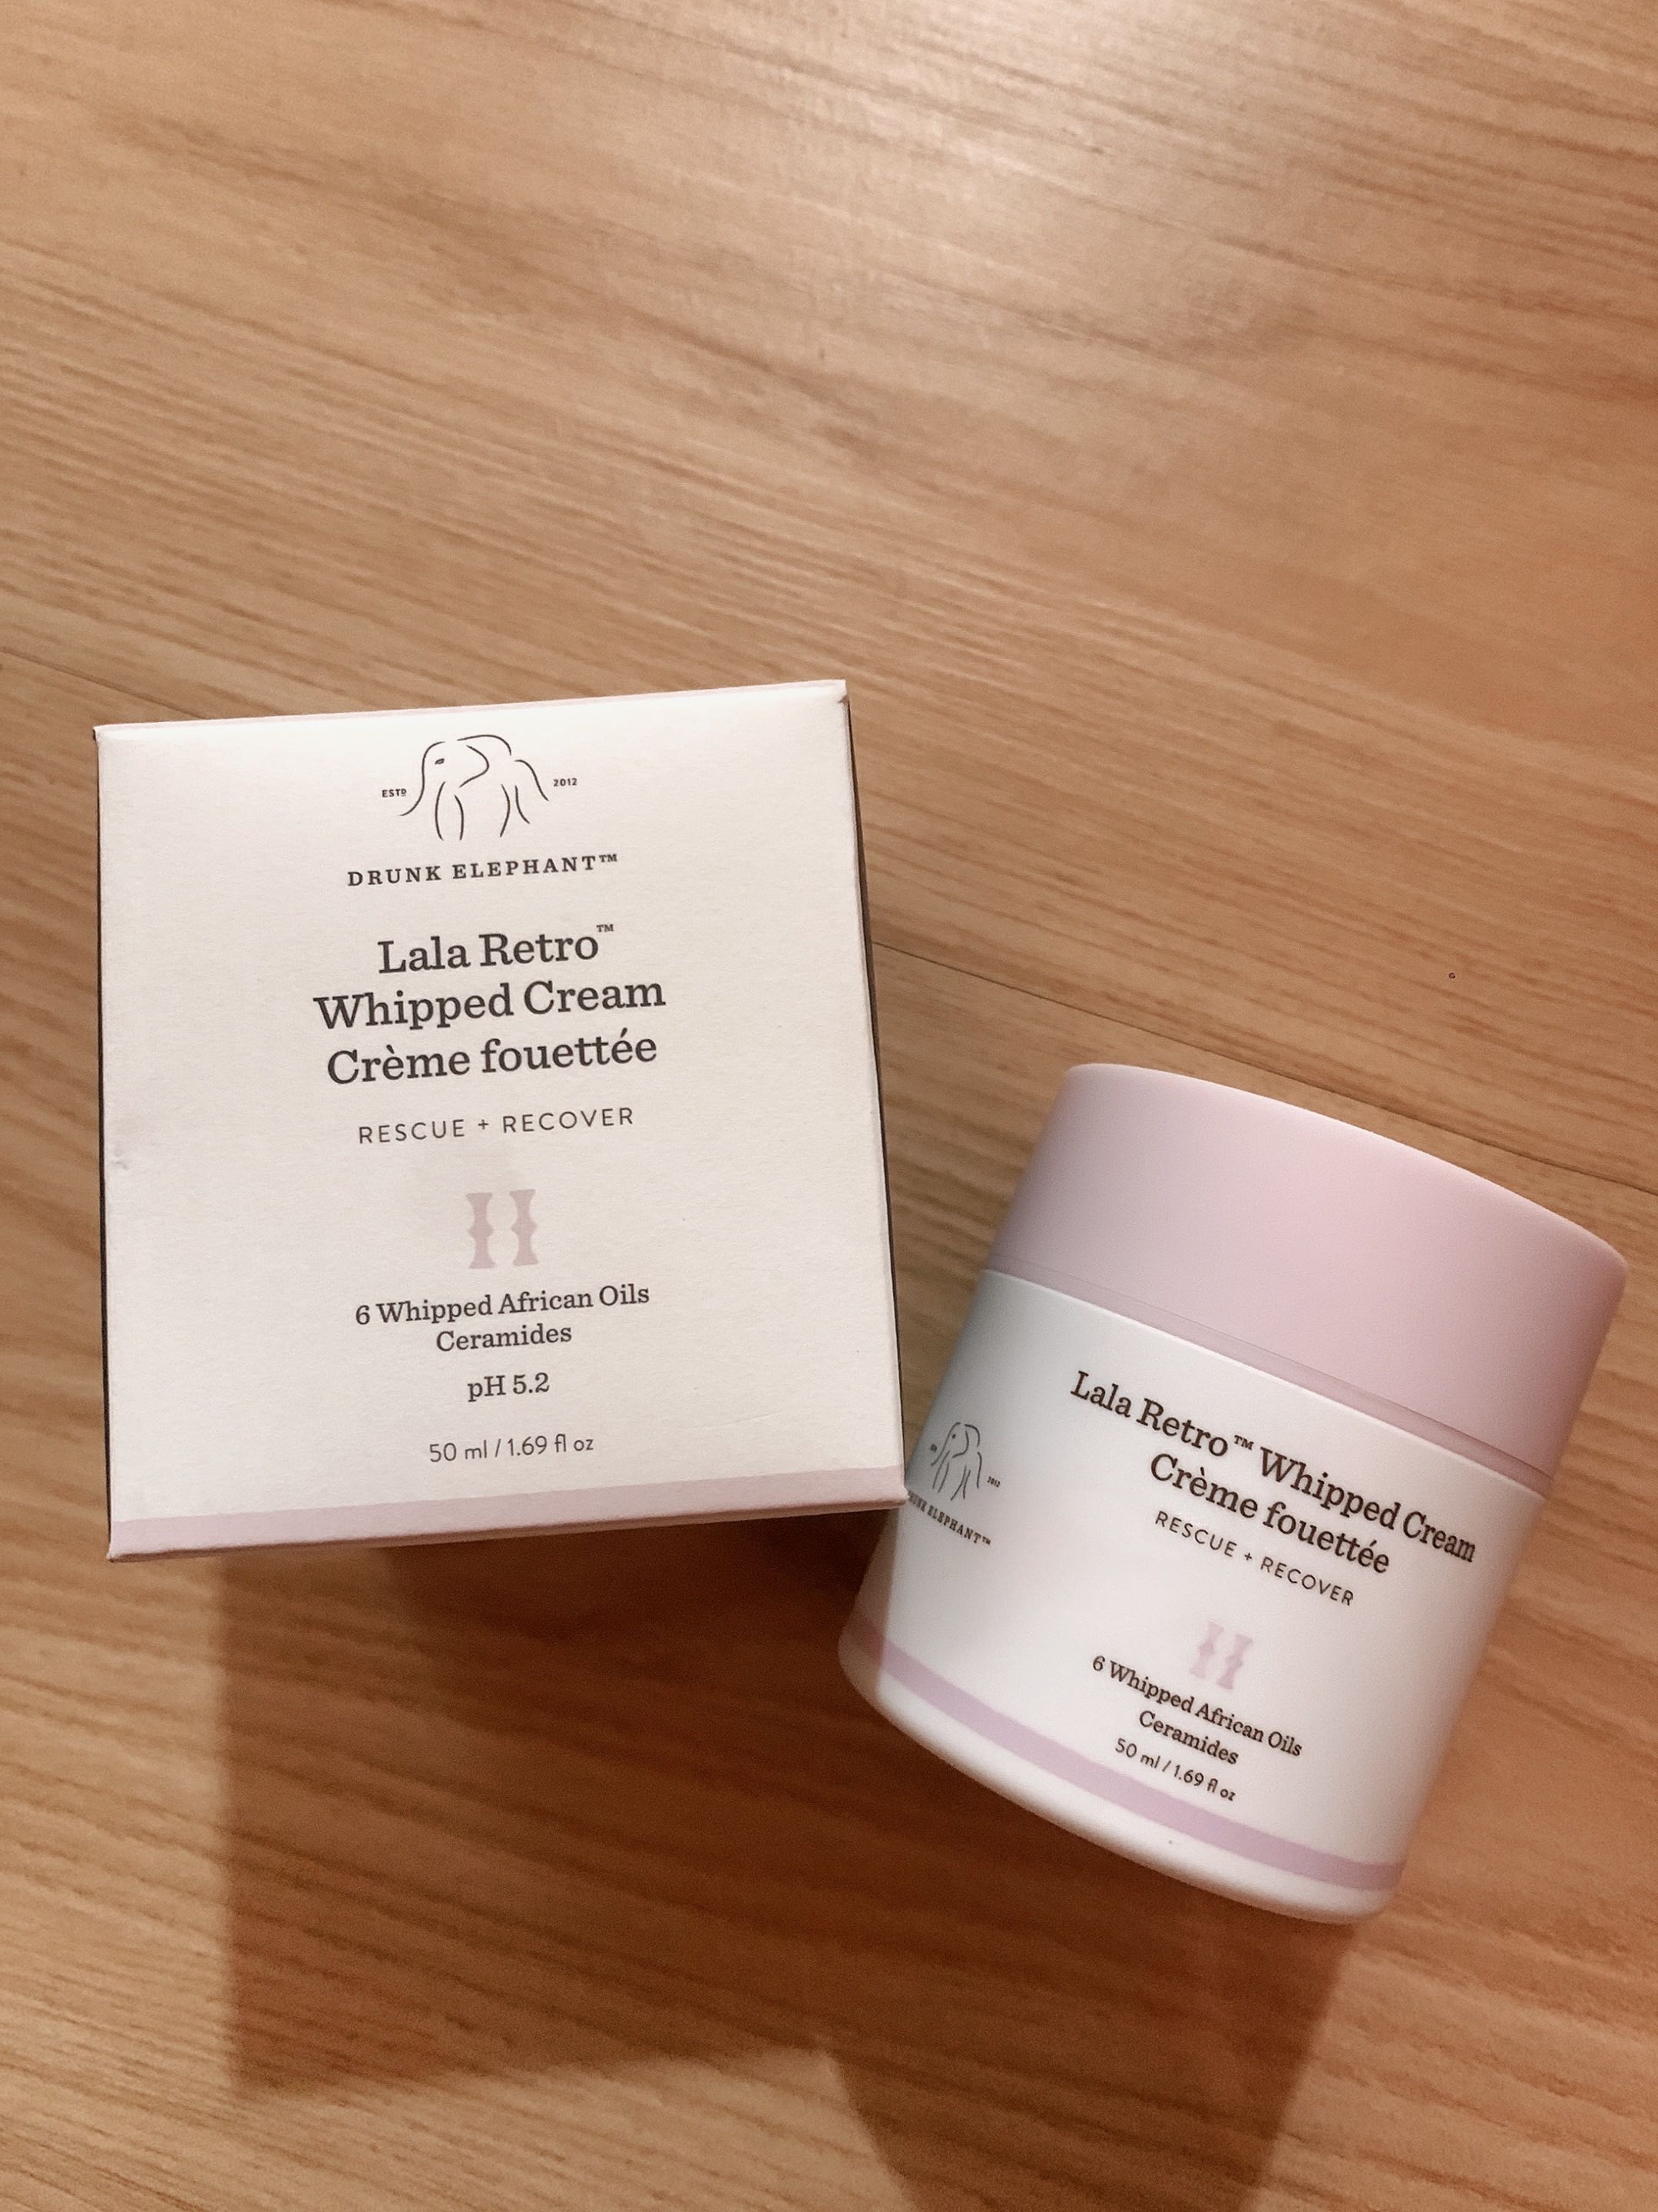 ESTD 2012
DRUNK ELEPHANT™
Lala Retro™
Whipped Cream
Crème fouettée
RESCUE + RECOVER
6 Whipped African Oils
Ceramides
pH 5.2
50 ml / 1.69 fl oz
2012
ELEPHANT™
Lala Retro™ Whipped Cream
Crème fouettée
RESCUE + RECOVER
6 Whipped African Oils
Ceramides
50 ml / 1.69 fl oz